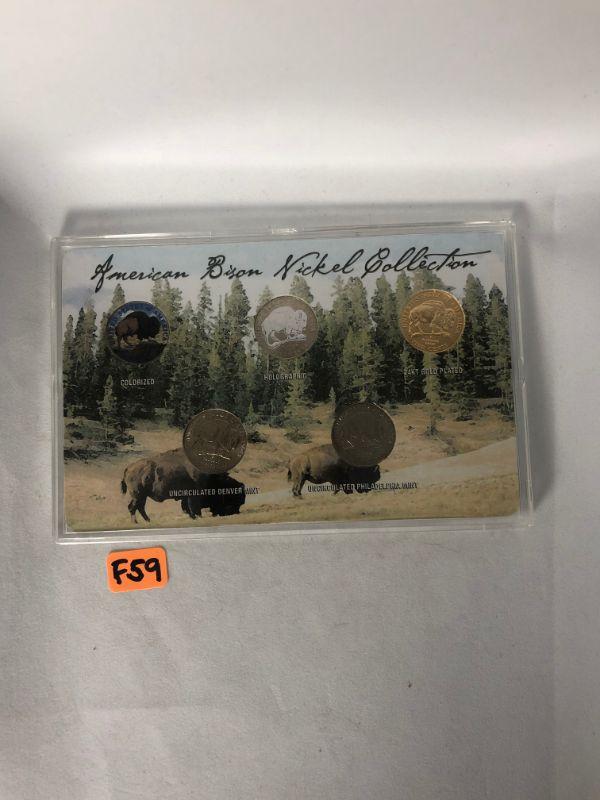 American Bison Nickel Collection
COLORIZED
HOLOGRAPHIC
24KT GOLD PLATED
UNCIRCULATED DENVER MINT
UNCIRCULATED PHILADELPHIA MINT
F59